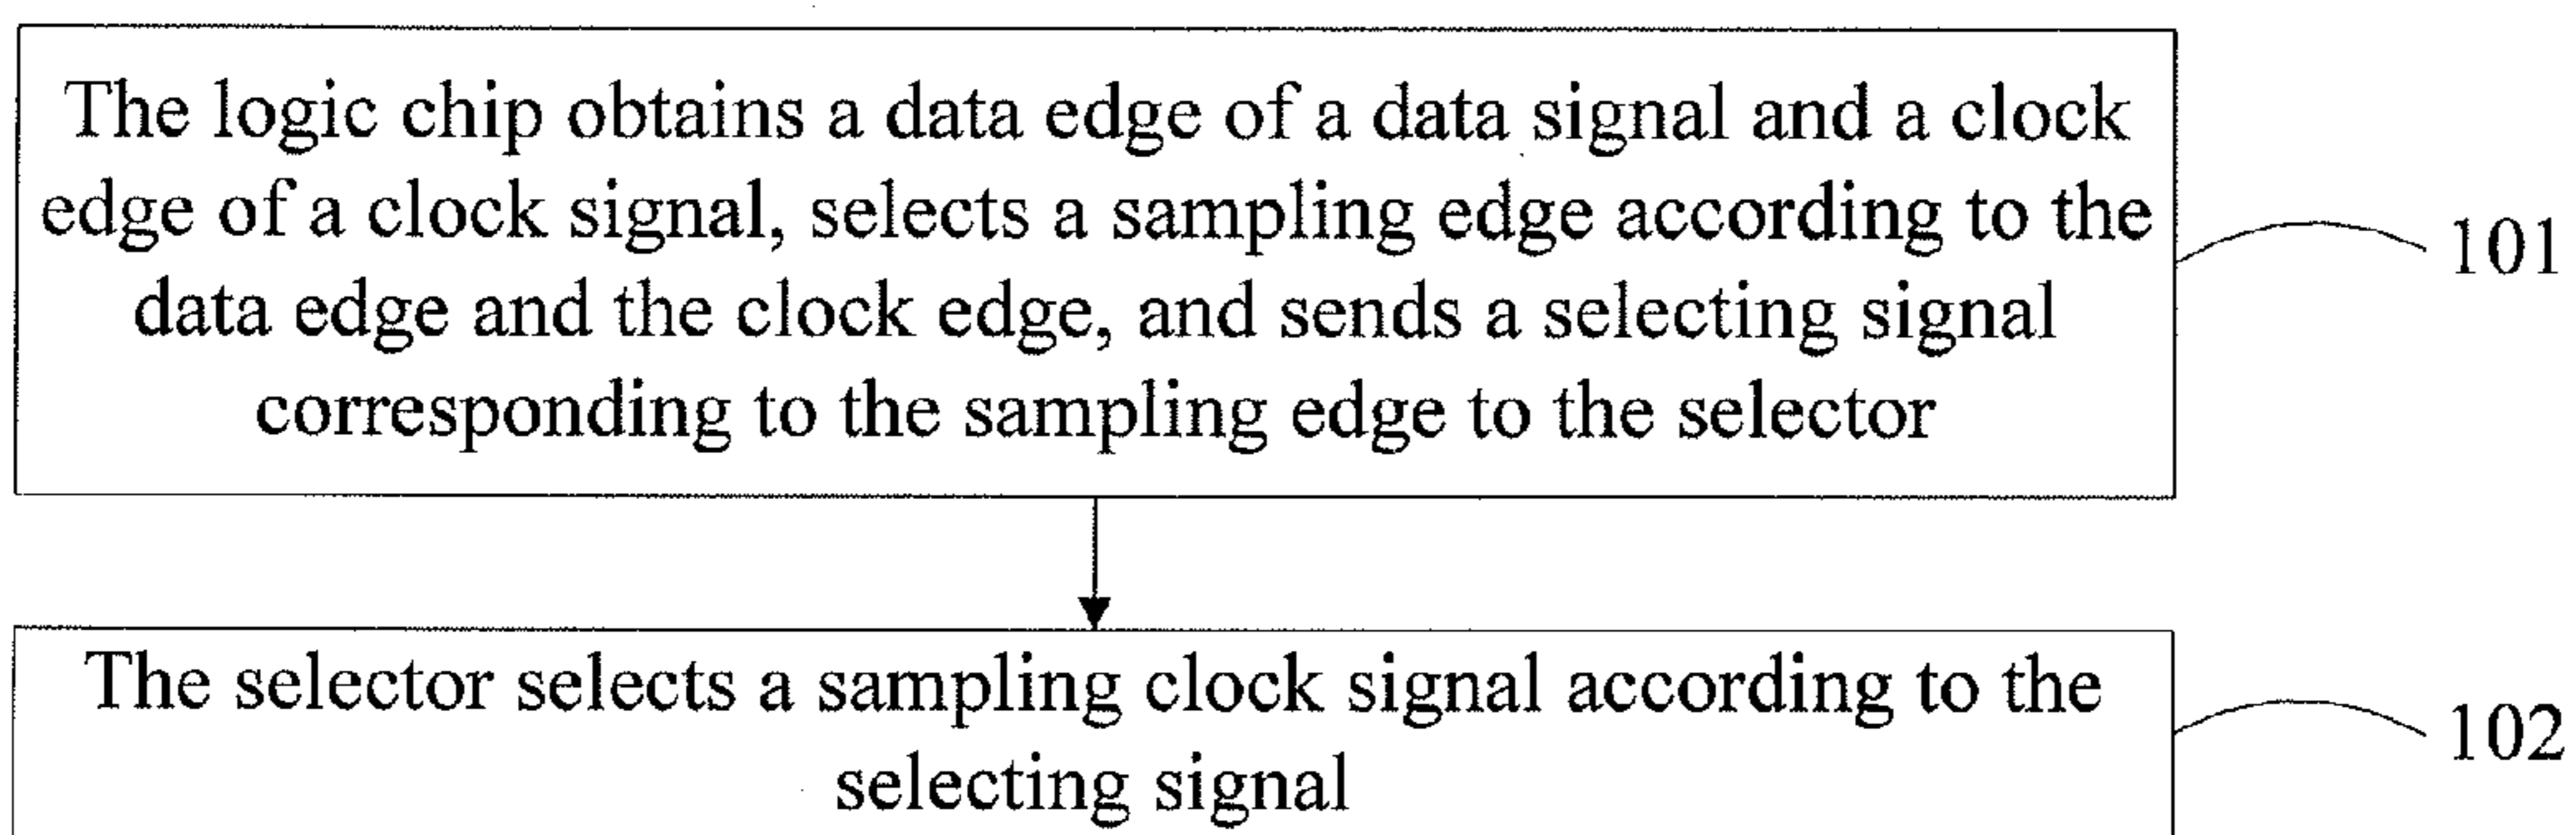 The logic chip obtains a data edge of a data signal and a clock
edge of a clock signal, selects a sampling edge according to the
data edge and the clock edge, and sends a selecting signal
corresponding to the sampling edge to the selector
101
The selector selects a sampling clock signal according to the
selecting signal
102